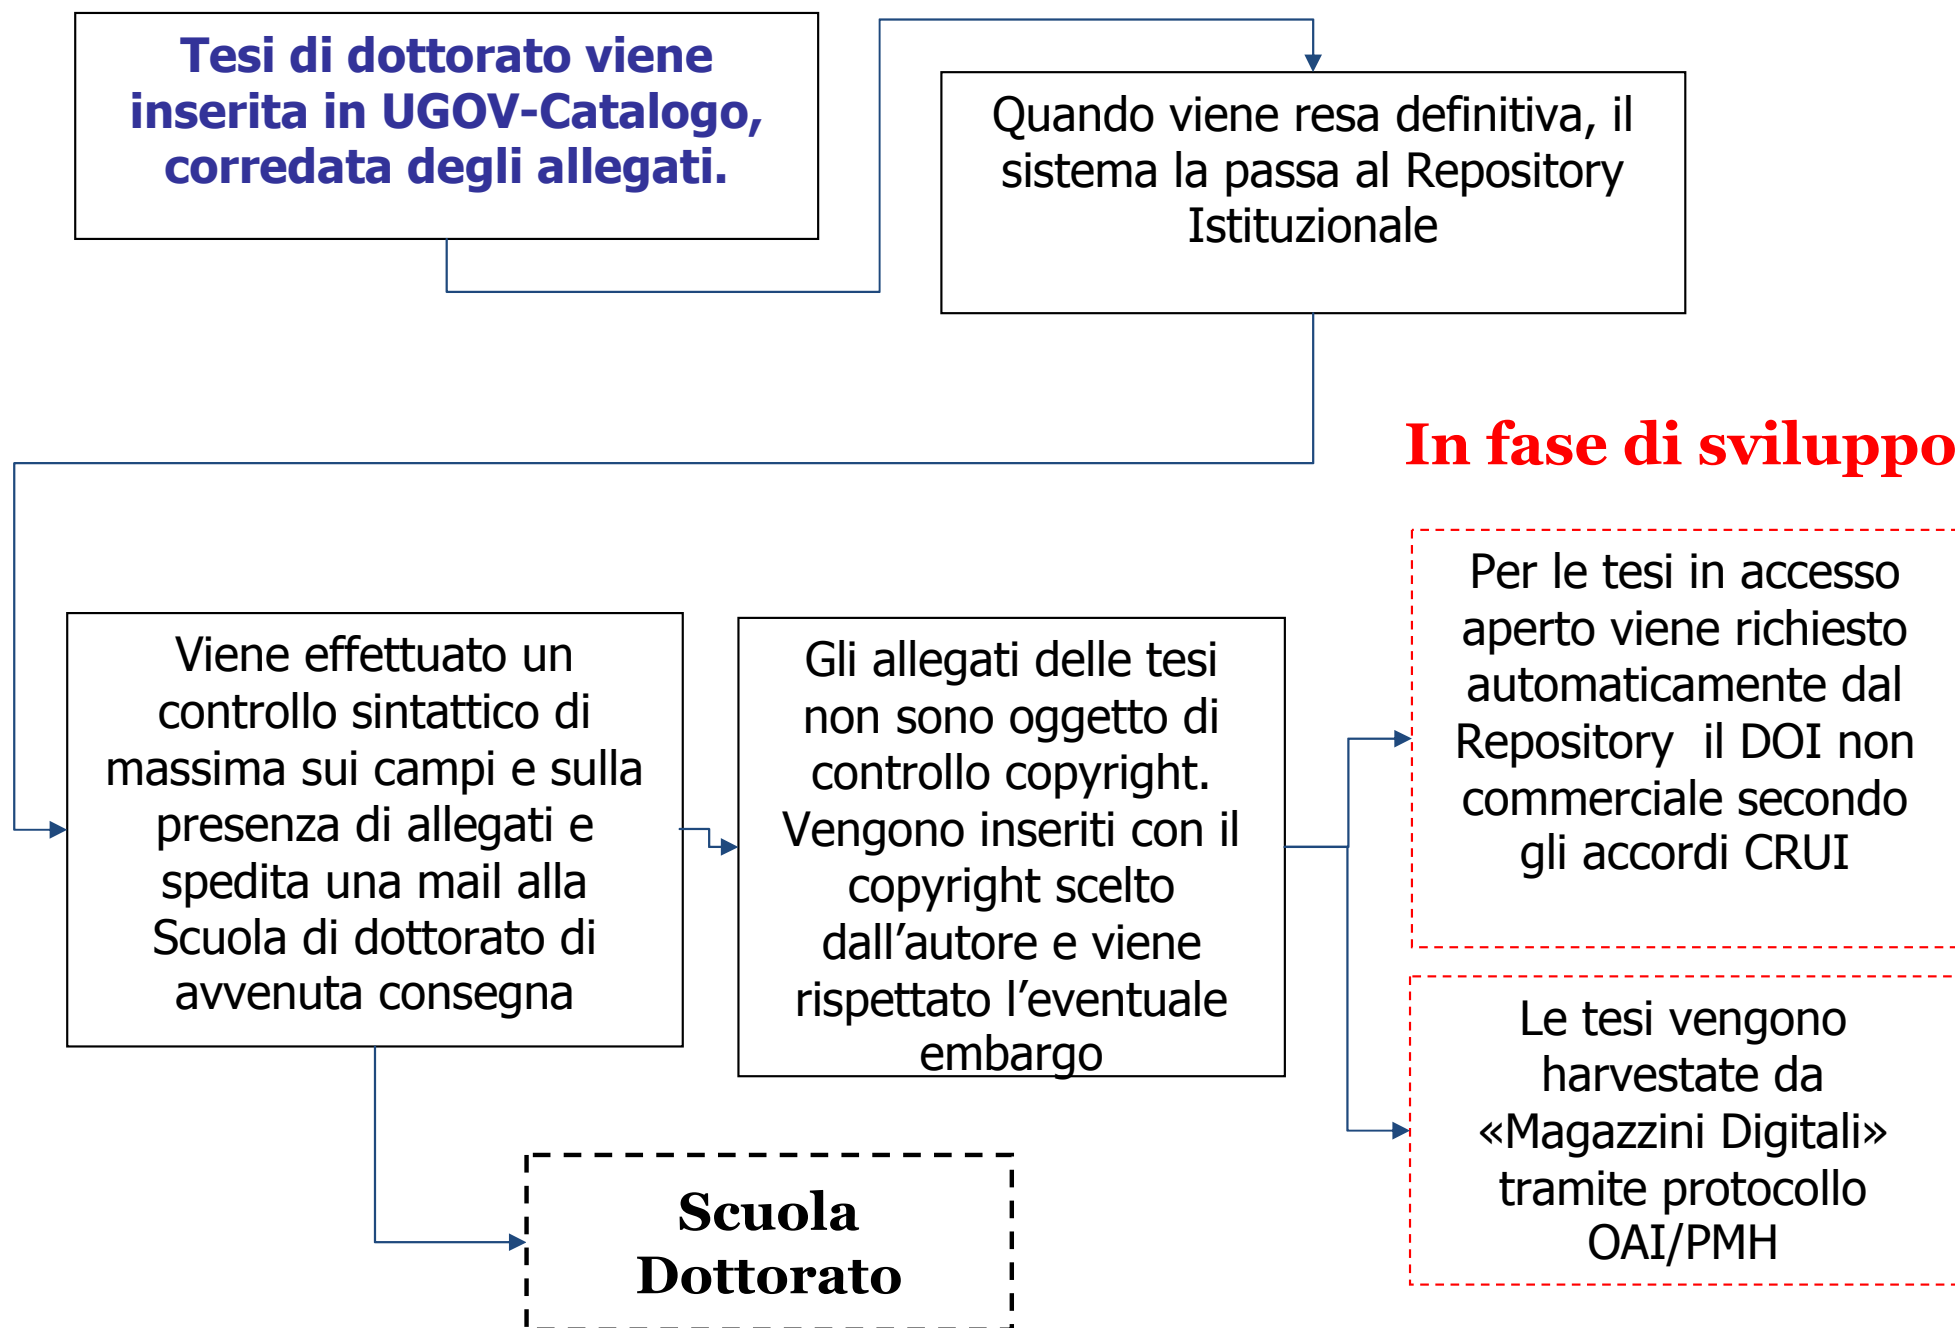 Tesi di dottorato viene
inserita in UGOV-Catalogo,
corredata degli allegati.
Quando viene resa definitiva, il
sistema la passa al Repository
Istituzionale
In fase di sviluppo
Viene effettuato un
controllo sintattico di
massima sui campi e sulla
presenza di allegati e
spedita una mail alla
Scuola di dottorato di
avvenuta consegna
Gli allegati delle tesi
non sono oggetto di
controllo copyright.
Vengono inseriti con il
copyright scelto
dall’autore e viene
rispettato l’eventuale
embargo
Per le tesi in accesso
aperto viene richiesto
automaticamente dal
Repository  il DOI non
commerciale secondo
gli accordi CRUI
Le tesi vengono
harvestate da
«Magazzini Digitali»
tramite protocollo
OAI/PMH
Scuola
Dottorato